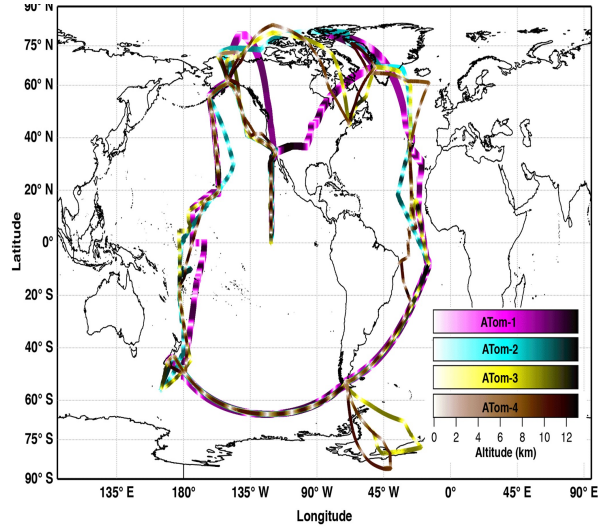 90° N
75° N
60° N
40° N
20° N
0°
20° S
40° S
60° S
75° S
90° S
Latitude
135° E 180° 135° W 90° W 45° W 0° 45° E 90° E
Longitude
ATom-1
ATom-2
ATom-3
ATom-4
0 2 4 6 8 10 12
Altitude (km)